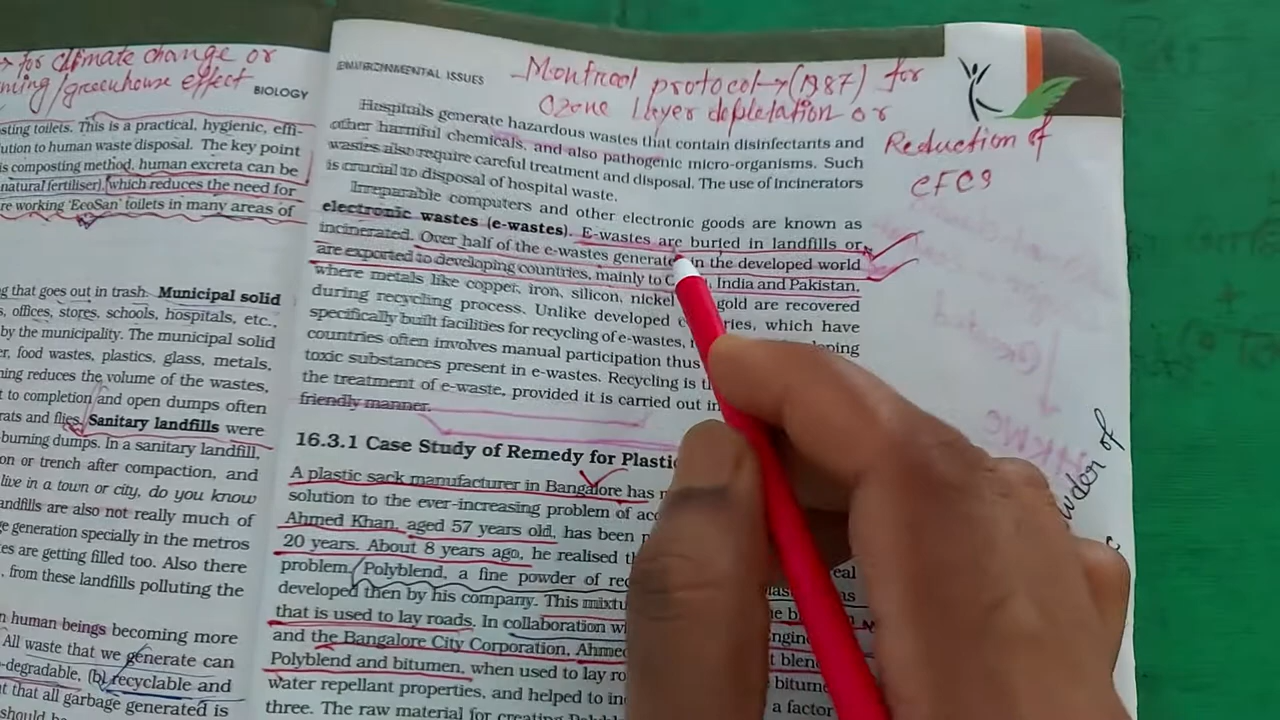 for climate change or
ming/greenhouse effect
BIOLOGY
sting toilets. This is a practical, hygienic, effi-
lution to human waste disposal. The key point
is composting method, human excreta can be
natural fertiliser), which reduces the need for
re working 'EcoSan' toilets in many areas of
g that goes out in trash. Municipal solid
s, offices, stores, schools, hospitals, etc.,
by the municipality. The municipal solid
er, food wastes, plastics, glass, metals,
ning reduces the volume of the wastes,
t to completion and open dumps often
rats and flies. Sanitary landfills were
burning dumps. In a sanitary landfill,
on or trench after compaction, and
live in a town or city, do you know
andfills are also not really much of
ge generation specially in the metros
es are getting filled too. Also there
, from these landfills polluting the
n human beings becoming more
All waste that we generate can
-degradable, (b) recyclable and
t that all garbage generated is
should be
ENVIRONMENTAL ISSUES
Montreal protocol → (1987) for
Ozone layer depletation or
Reduction of
CFCs
Hospitals generate hazardous wastes that contain disinfectants and
other harmful chemicals, and also pathogenic micro-organisms. Such
wastes also require careful treatment and disposal. The use of incinerators
is crucial to disposal of hospital waste.
Irreparable computers and other electronic goods are known as
electronic wastes (e-wastes). E-wastes are buried in landfills or
incinerated. Over half of the e-wastes generate in the developed world
are exported to developing countries, mainly to India and Pakistan,
where metals like copper, iron, silicon, nickel gold are recovered
during recycling process. Unlike developed ries, which have
specifically built facilities for recycling of e-wastes, loping
countries often involves manual participation thus
toxic substances present in e-wastes. Recycling is t
the treatment of e-waste, provided it is carried out in
friendly manner.
16.3.1 Case Study of Remedy for Plasti
A plastic sack manufacturer in Bangalore has
solution to the ever-increasing problem of ac
Ahmed Khan, aged 57 years old, has been
20 years. About 8 years ago, he realised t
problem. Polyblend, a fine powder of rec
developed then by his company. This mixtu
that is used to lay roads. In collaboration w Engin
and the Bangalore City Corporation, Ahmed t blen
Polyblend and bitumen, when used to lay ro bitume
water repellant properties, and helped to in a factor
three. The raw material for creating